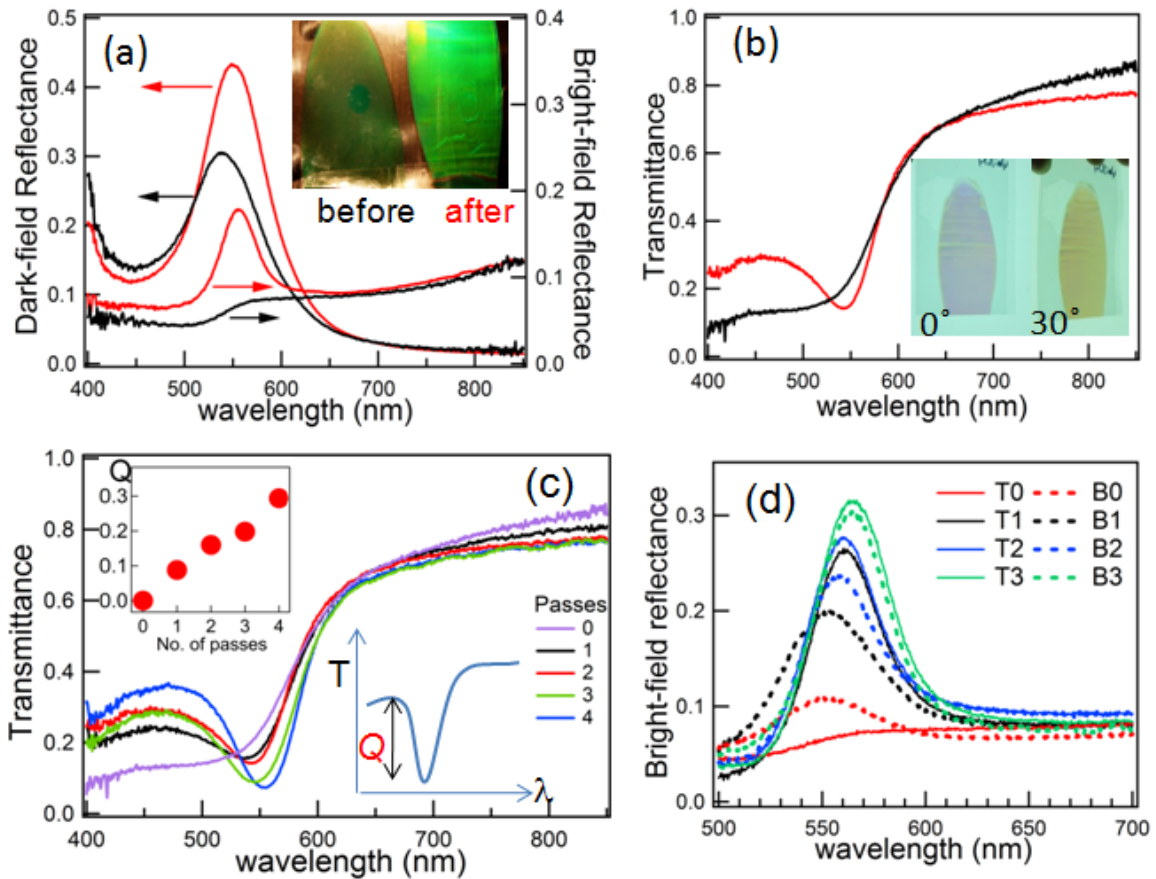 (a)
Dark-field Reflectance
0.5
0.4
0.3
0.2
0.1
0.0
Bright-field Reflectance
0.4
0.3
0.2
0.1
0.0
before
after
400
500
600
700
800
wavelength (nm)
(b)
Transmittance
1.0
0.8
0.6
0.4
0.2
0.0
0°
30°
400
500
600
700
800
wavelength (nm)
(c)
Transmittance
1.0
0.8
0.6
0.4
0.2
0.0
Q
0.3
0.2
0.1
0.0
0 1 2 3 4
No. of passes
Passes
0
1
2
3
4
T
Q
λ
400
500
600
700
800
wavelength (nm)
(d)
Bright-field reflectance
0.3
0.2
0.1
0.0
T0 B0
T1 B1
T2 B2
T3 B3
500
550
600
650
700
wavelength (nm)